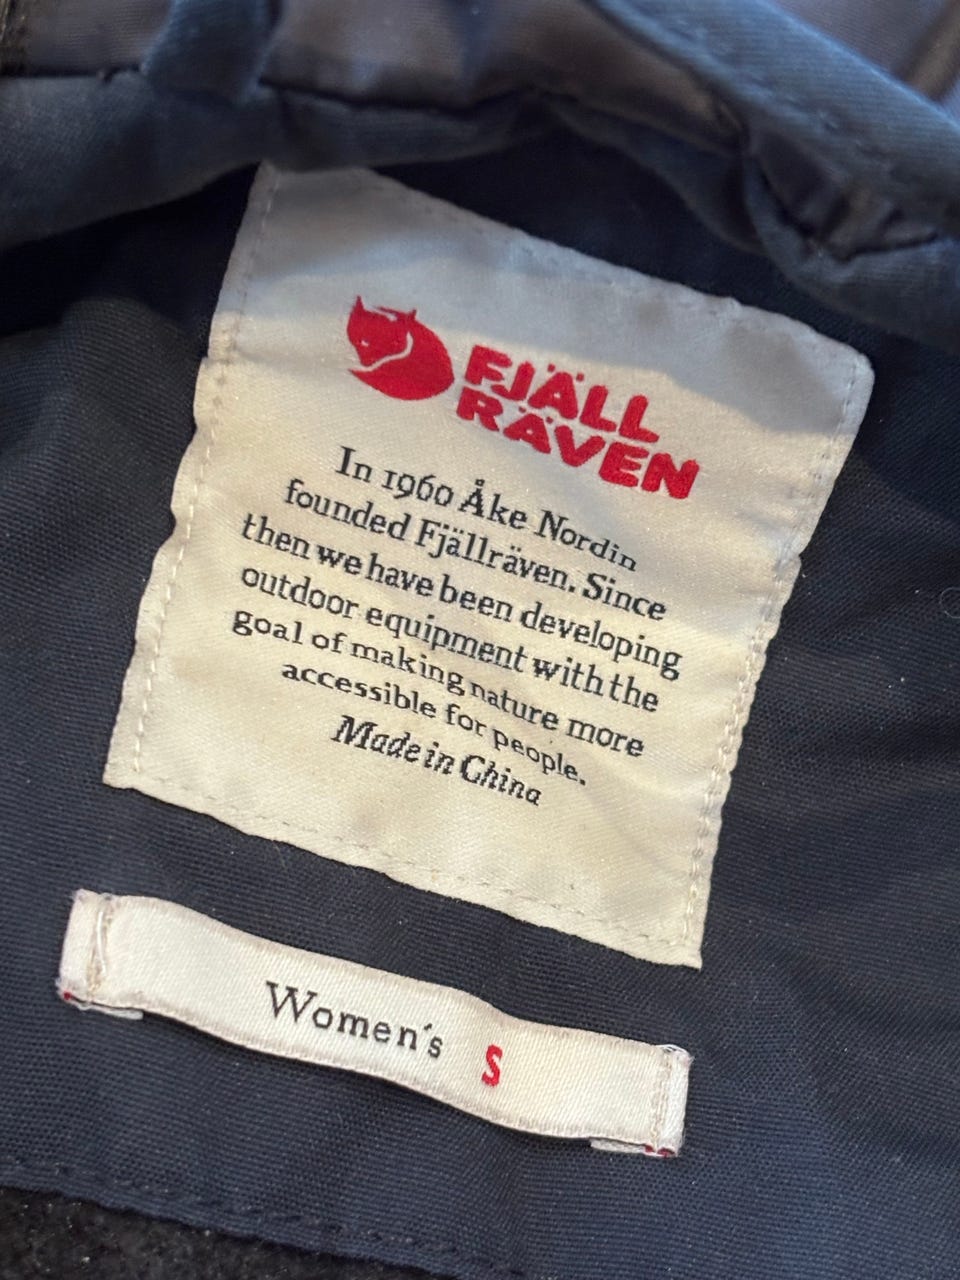 FJÄLL
RÄVEN
In 1960 Åke Nordin
founded Fjällräven. Since
then we have been developing
outdoor equipment with the
goal of making nature more
accessible for people.
Made in China
Women's S